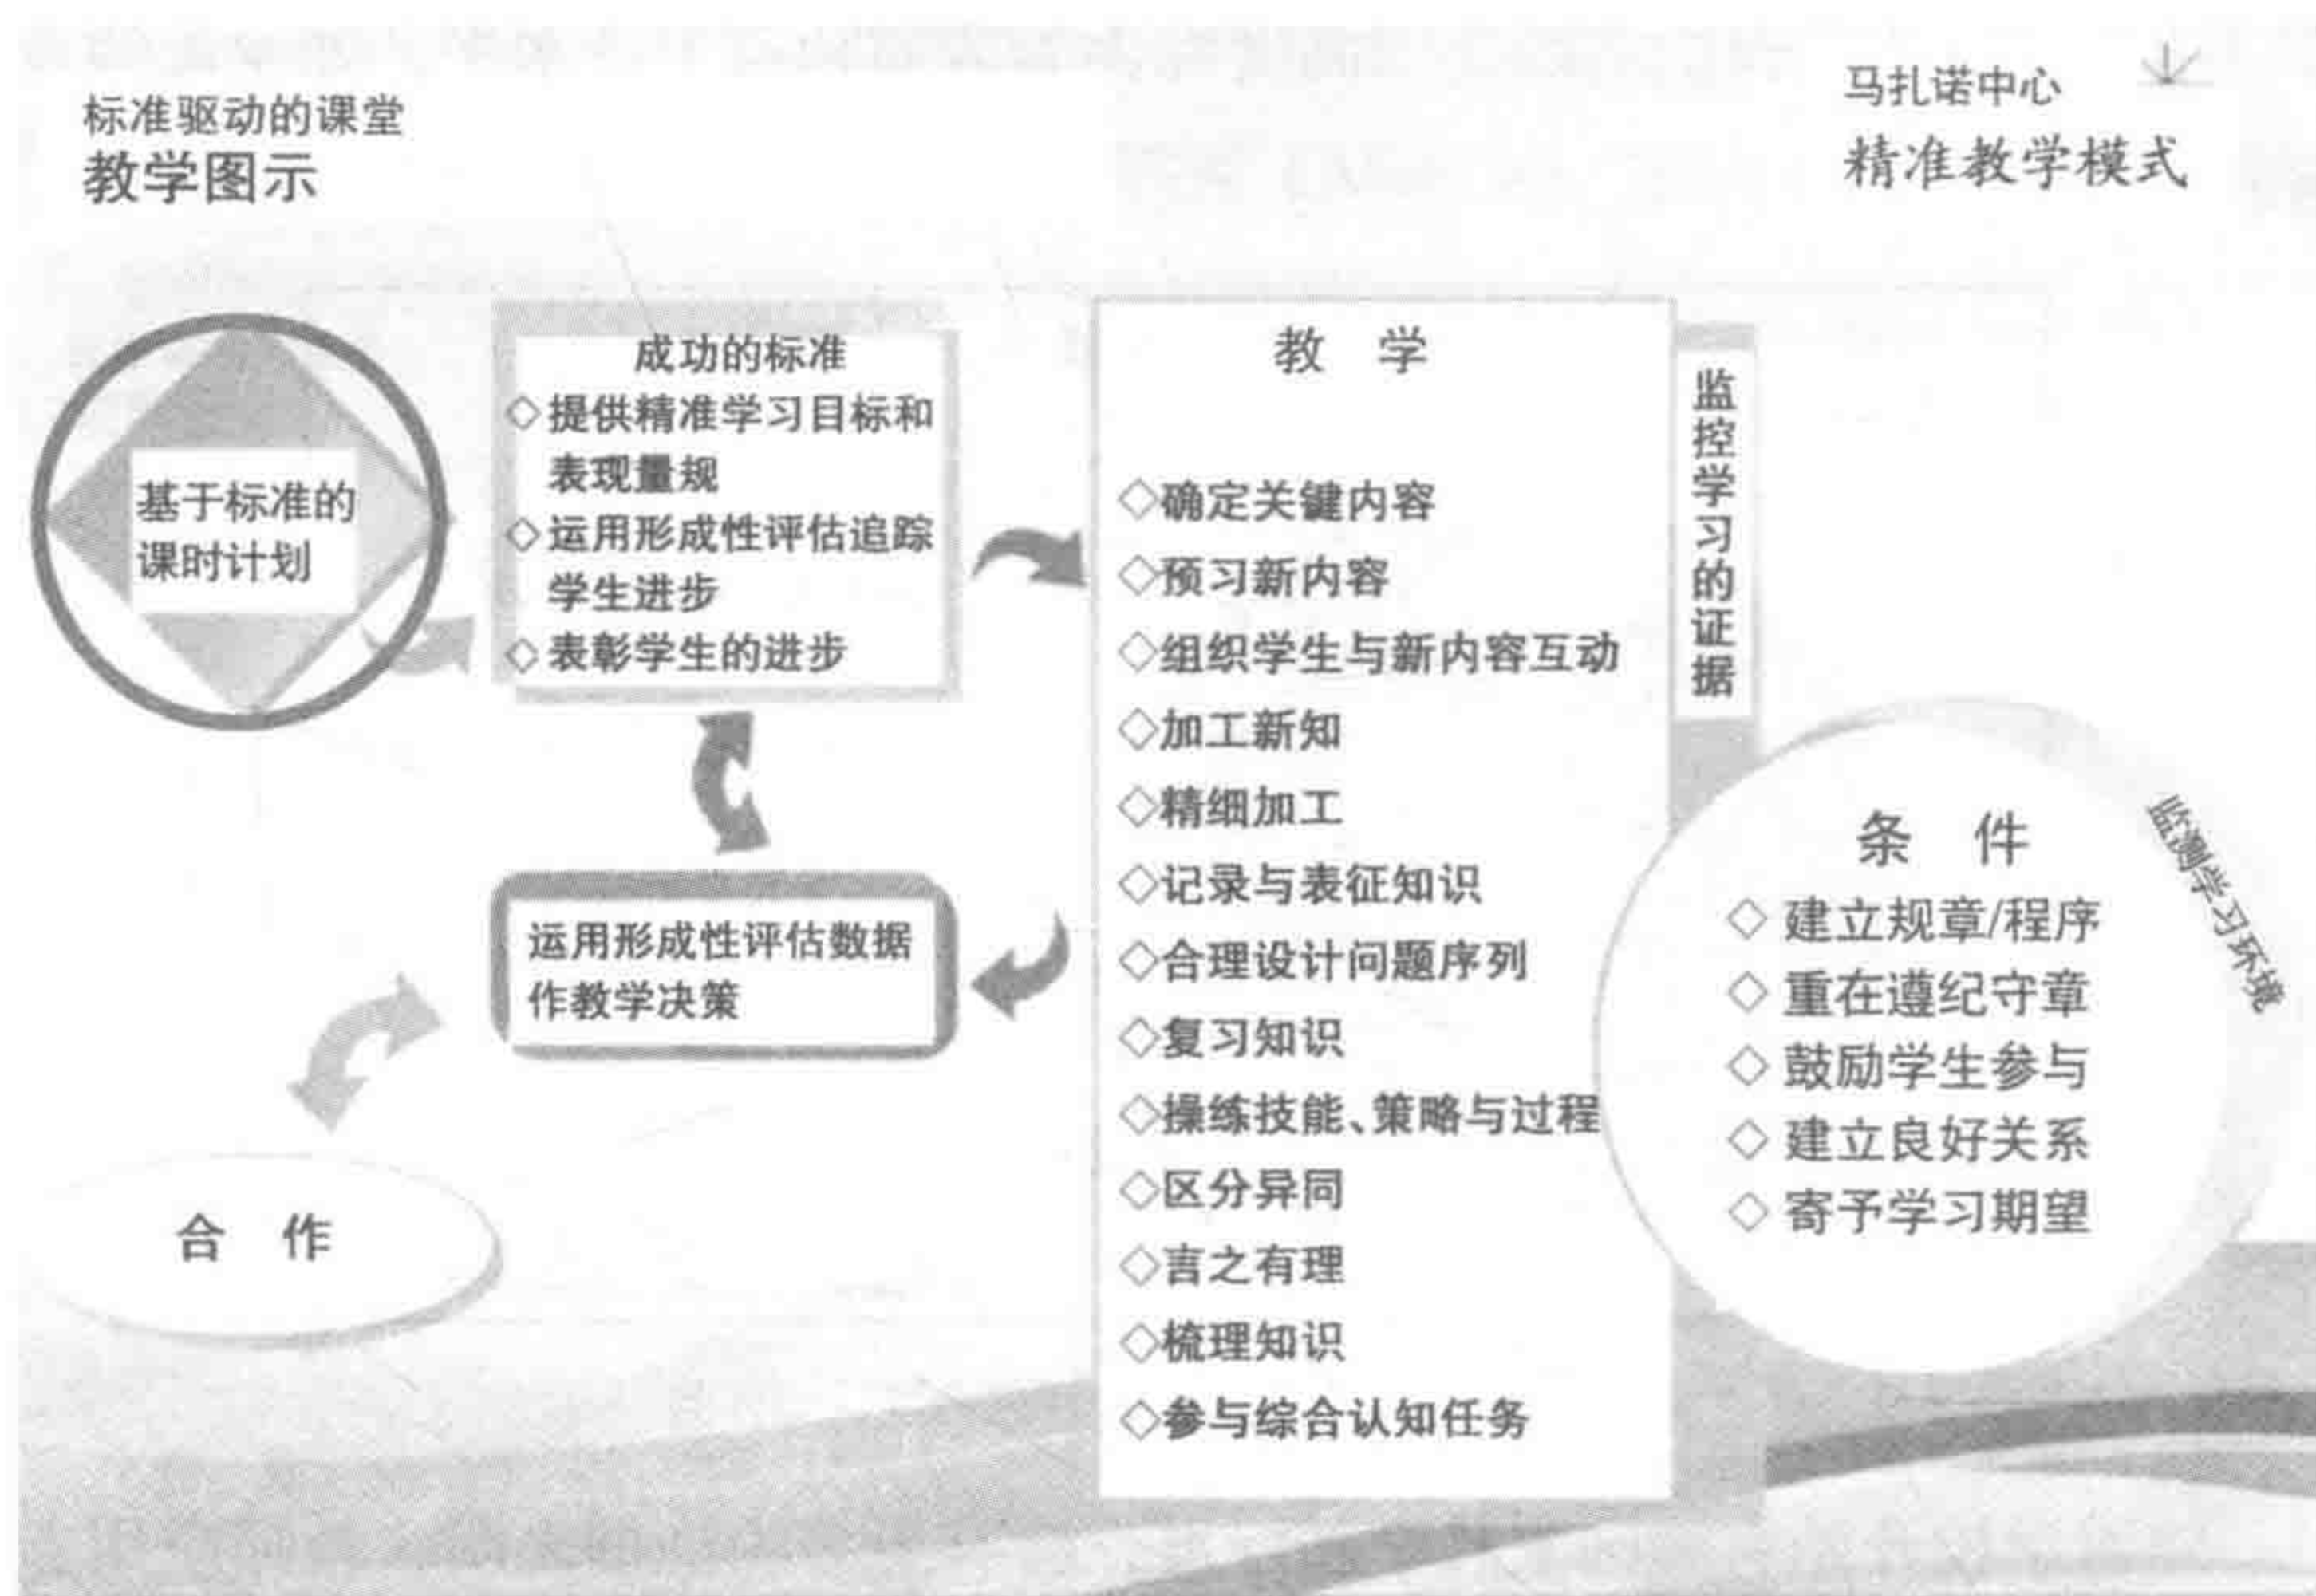 标准驱动的课堂
教学图示
马扎诺中心
精准教学模式
基于标准的
课时计划
成功的标准
◇提供精准学习目标和
表现量规
◇运用形成性评估追踪
学生进步
◇表彰学生的进步
运用形成性评估数据
作教学决策
合 作
教 学
◇确定关键内容
◇预习新内容
◇组织学生与新内容互动
◇加工新知
◇精细加工
◇记录与表征知识
◇合理设计问题序列
◇复习知识
◇操练技能、策略与过程
◇区分异同
◇言之有理
◇梳理知识
◇参与综合认知任务
监控学习的证据
条 件
◇建立规章/程序
◇重在遵纪守章
◇鼓励学生参与
◇建立良好关系
◇寄予学习期望
监测学习环境